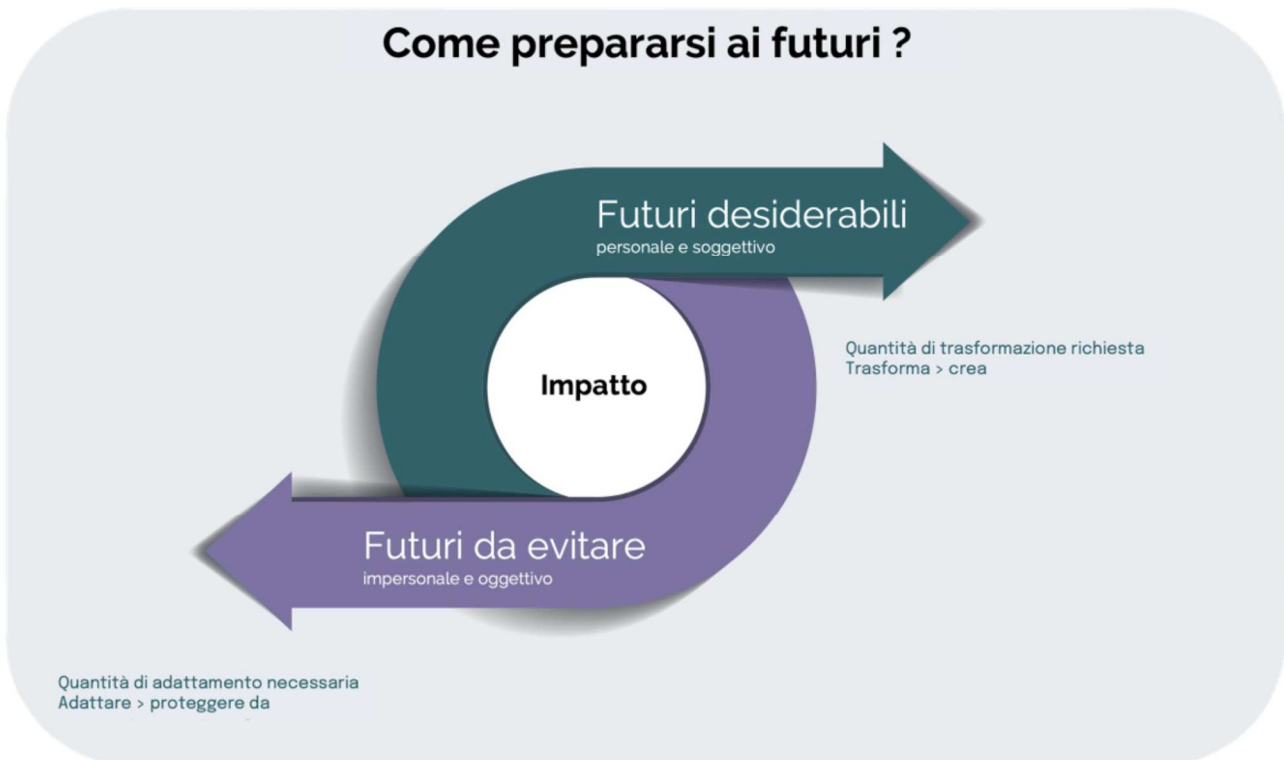 Come prepararsi ai futuri ?
Futuri desiderabili
personale e soggettivo
Quantità di trasformazione richiesta
Trasforma > crea
Impatto
Futuri da evitare
impersonale e oggettivo
Quantità di adattamento necessaria
Adattare > proteggere da